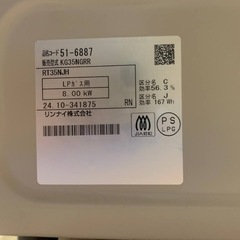 品名コード 51-6887
販売型式 KG35NGRR
RT35NJH
LPガス用
8.00 kW
区分名 C
効率56.3 %
区分名 J
効率 167 Wh
24.10-341875 RN
リンナイ株式会社
JIA
PS
LPG